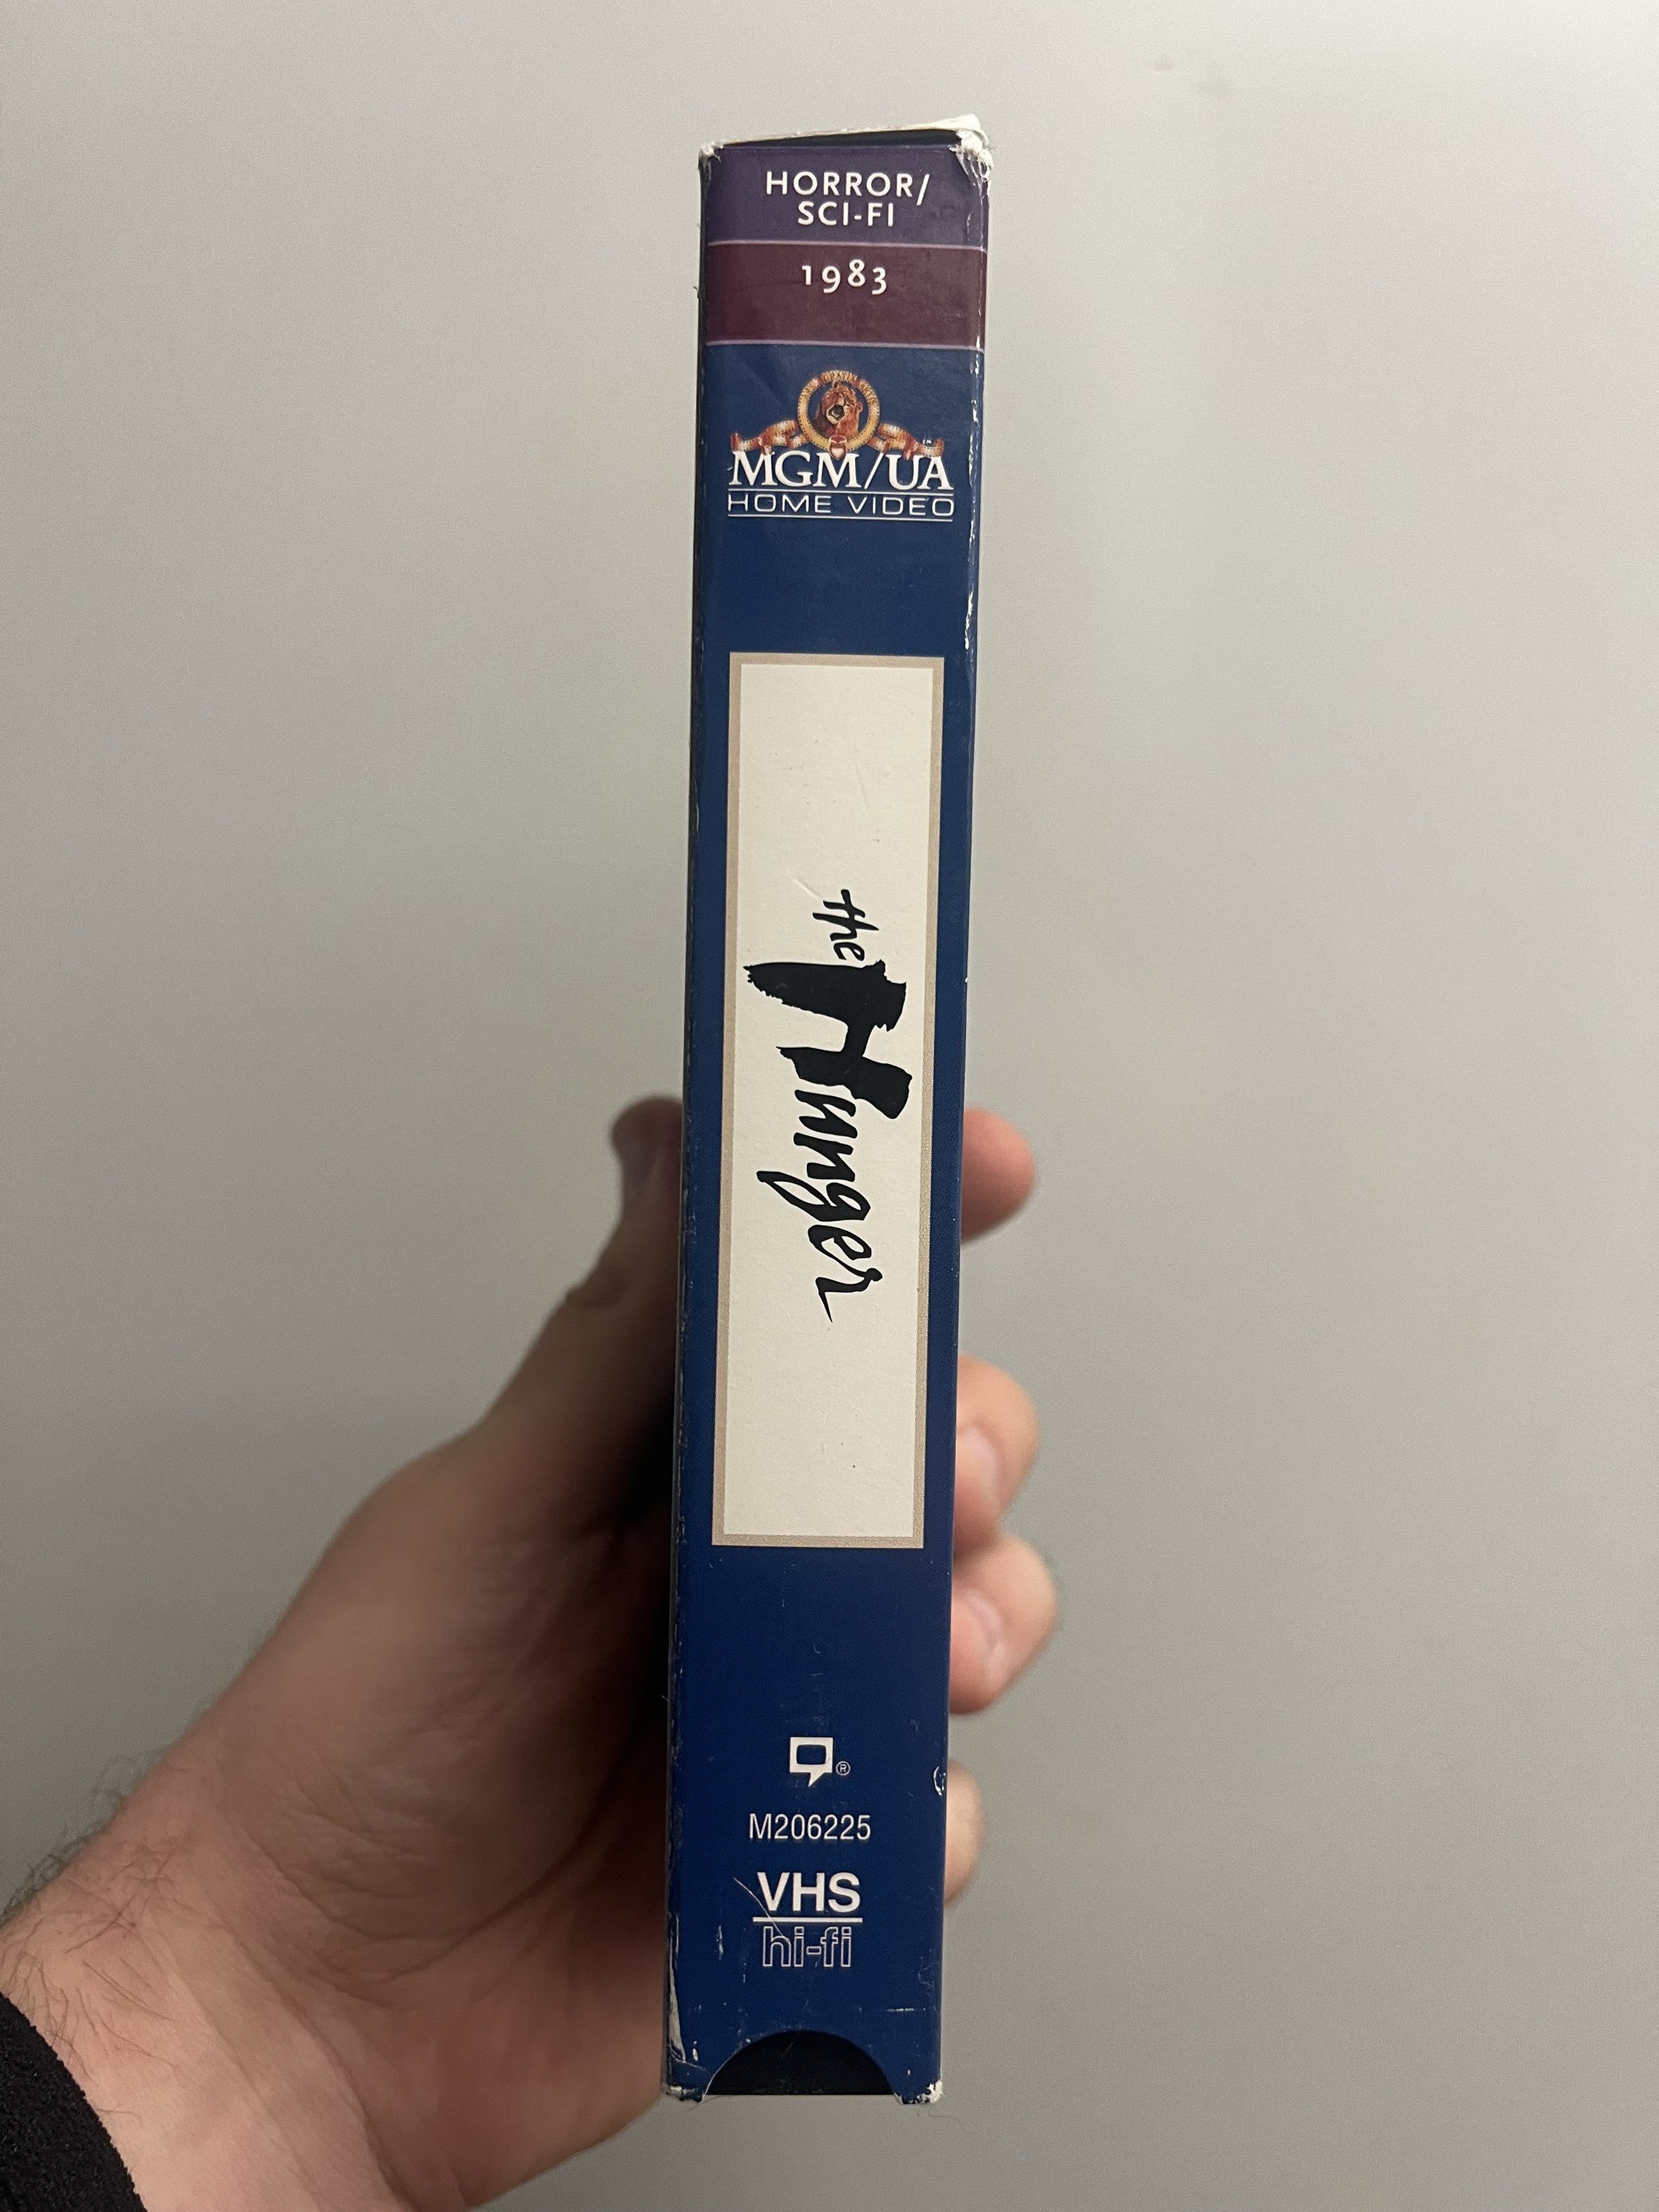 HORROR/
SCI-FI
1983
MGM/UA
HOME VIDEO
the Hunger
®
M206225
VHS
hi-fi